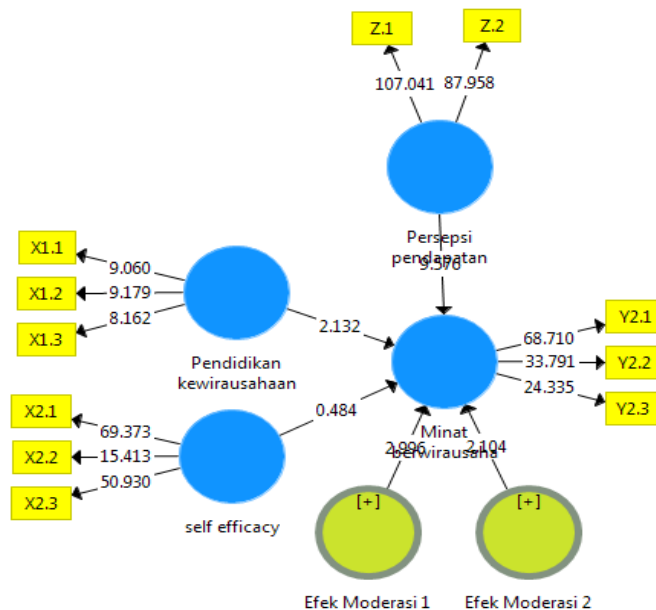 Z.1
Z.2
107.041
87.958
Persepsi
pendapatan
9.576
X1.1
X1.2
X1.3
9.060
9.179
8.162
Pendidikan
kewirausahaan
2.132
X2.1
X2.2
X2.3
69.373
15.413
50.930
self efficacy
0.484
Minat
berwirausaha
Y2.1
Y2.2
Y2.3
68.710
33.791
24.335
2.996
2.104
[+]
[+]
Efek Moderasi 1
Efek Moderasi 2